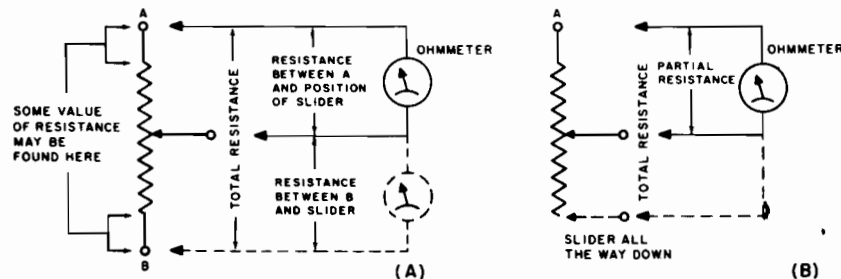 A
SOME VALUE
OF RESISTANCE
MAY BE
FOUND HERE
B
TOTAL RESISTANCE
RESISTANCE
BETWEEN A
AND POSITION
OF SLIDER
RESISTANCE
BETWEEN B
AND SLIDER
OHMMETER
(A)
A
PARTIAL
RESISTANCE
OHMMETER
TOTAL RESISTANCE
SLIDER ALL
THE WAY DOWN
(B)